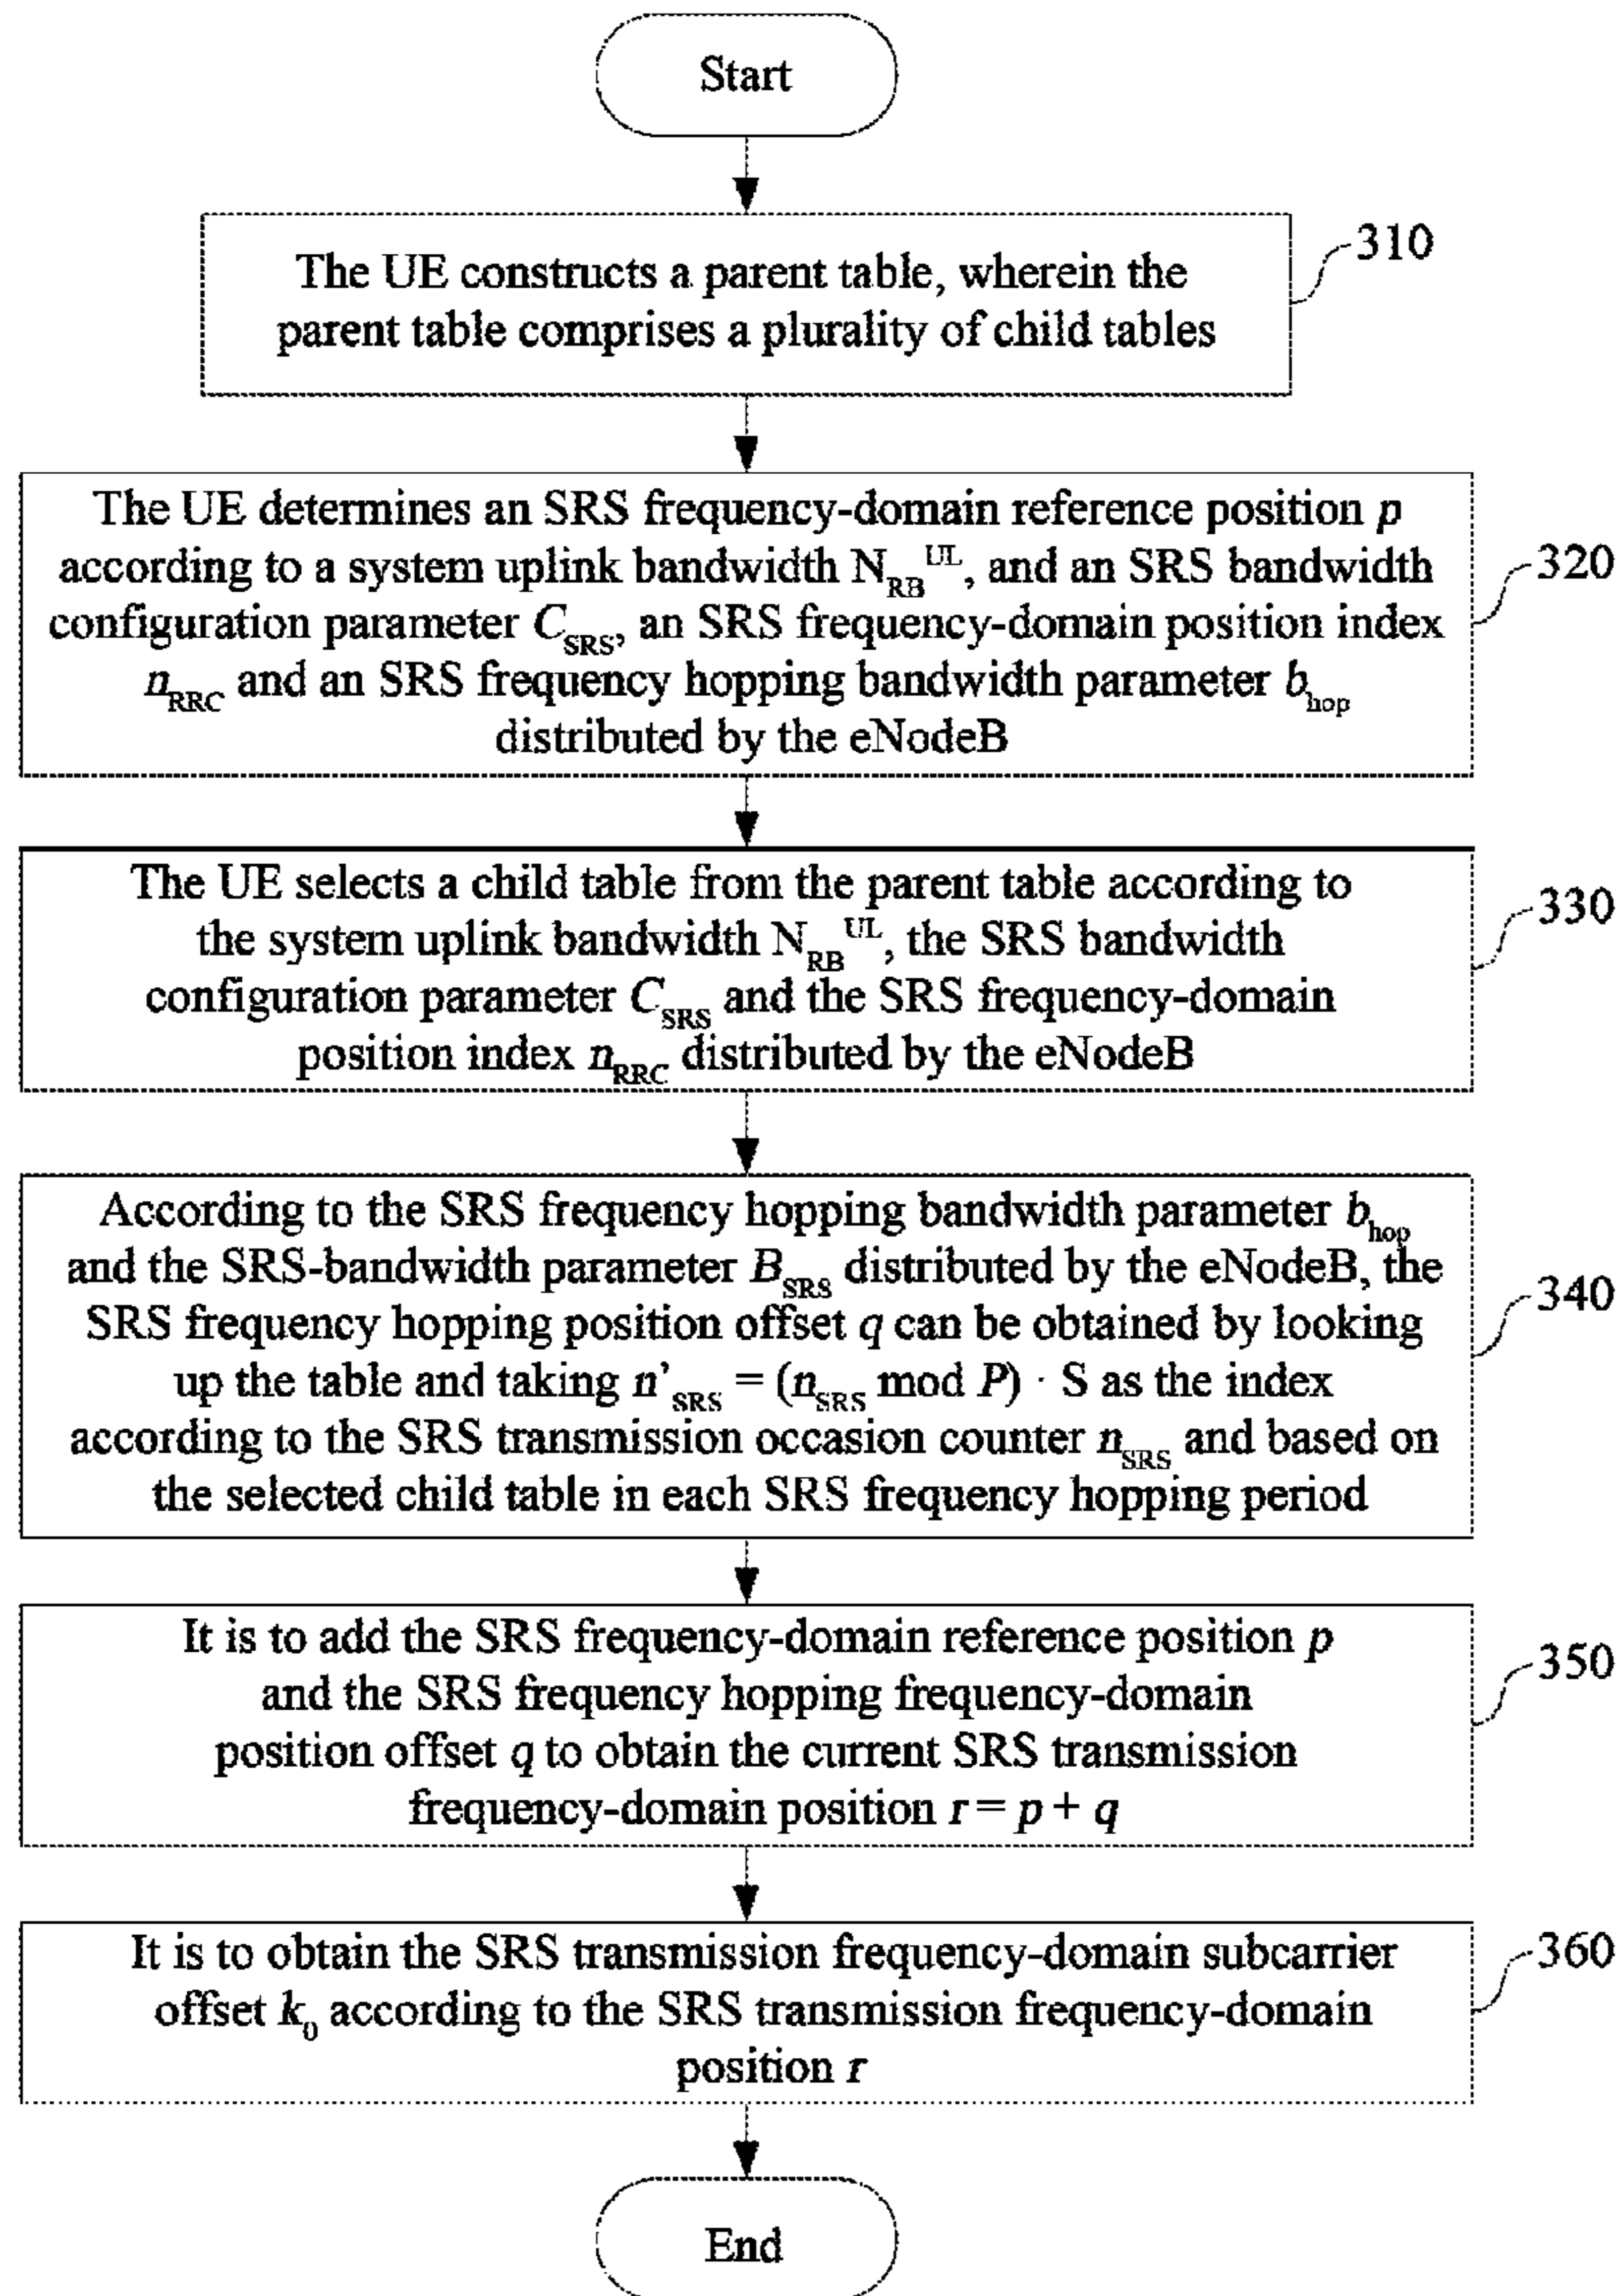 Start
The UE constructs a parent table, wherein the
parent table comprises a plurality of child tables
310
The UE determines an SRS frequency-domain reference position p
according to a system uplink bandwidth N_RB^UL, and an SRS bandwidth
configuration parameter C_SRS, an SRS frequency-domain position index
n_RRC and an SRS frequency hopping bandwidth parameter b_hop
distributed by the eNodeB
320
The UE selects a child table from the parent table according to
the system uplink bandwidth N_RB^UL, the SRS bandwidth
configuration parameter C_SRS and the SRS frequency-domain
position index n_RRC distributed by the eNodeB
330
According to the SRS frequency hopping bandwidth parameter b_hop
and the SRS-bandwidth parameter B_SRS distributed by the eNodeB, the
SRS frequency hopping position offset q can be obtained by looking
up the table and taking n'_SRS = (n_SRS mod P) · S as the index
according to the SRS transmission occasion counter n_SRS and based on
the selected child table in each SRS frequency hopping period
340
It is to add the SRS frequency-domain reference position p
and the SRS frequency hopping frequency-domain
position offset q to obtain the current SRS transmission
frequency-domain position r = p + q
350
It is to obtain the SRS transmission frequency-domain subcarrier
offset k_0 according to the SRS transmission frequency-domain
position r
360
End